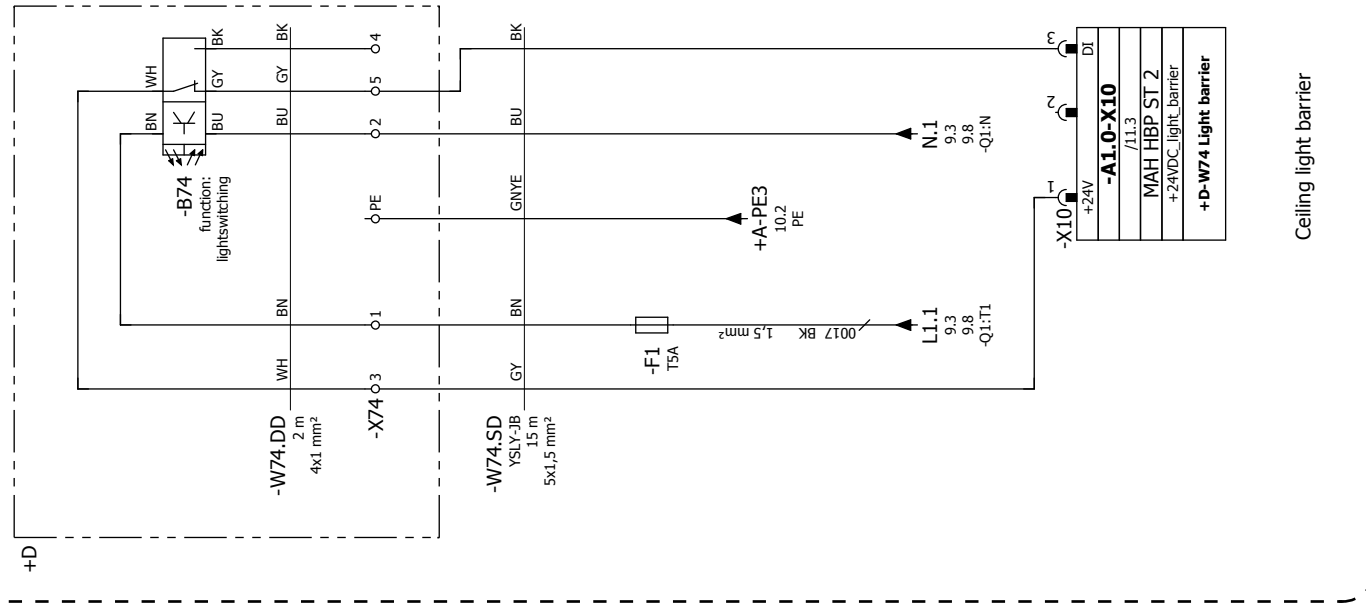 +D
BN WH
-B74
function:
lightswitching
BU GY BK
-W74.DD WH BN BU GY BK
2 m
4x1 mm²
-X74 3 1 PE 2 5 4
-W74.SD GY BN GNYE BU BK
YSLY-JB
15 m
5x1,5 mm²
-F1
T5A
0017 BK 1,5 mm²
+A-PE3
10.2
PE
L1.1
9.3
9.8
-Q1:T1
N.1
9.3
9.8
-Q1:N
-X10 1 2 3
+24V DI
-A1.0-X10
/11.3
MAH HBP ST 2
+24VDC_light_barrier
+D-W74 Light barrier
Ceiling light barrier